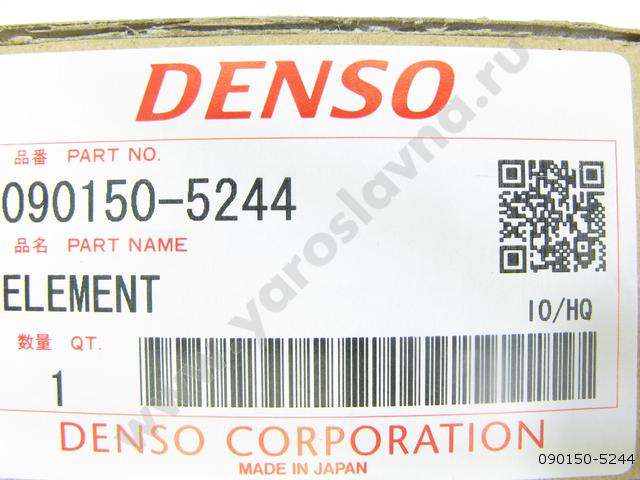 DENSO
品番 PART NO.
090150-5244
品名 PART NAME
ELEMENT
IO/HQ
数量 QT.
1
DENSO CORPORATION
MADE IN JAPAN
090150-5244
www.yaroslavna.ru